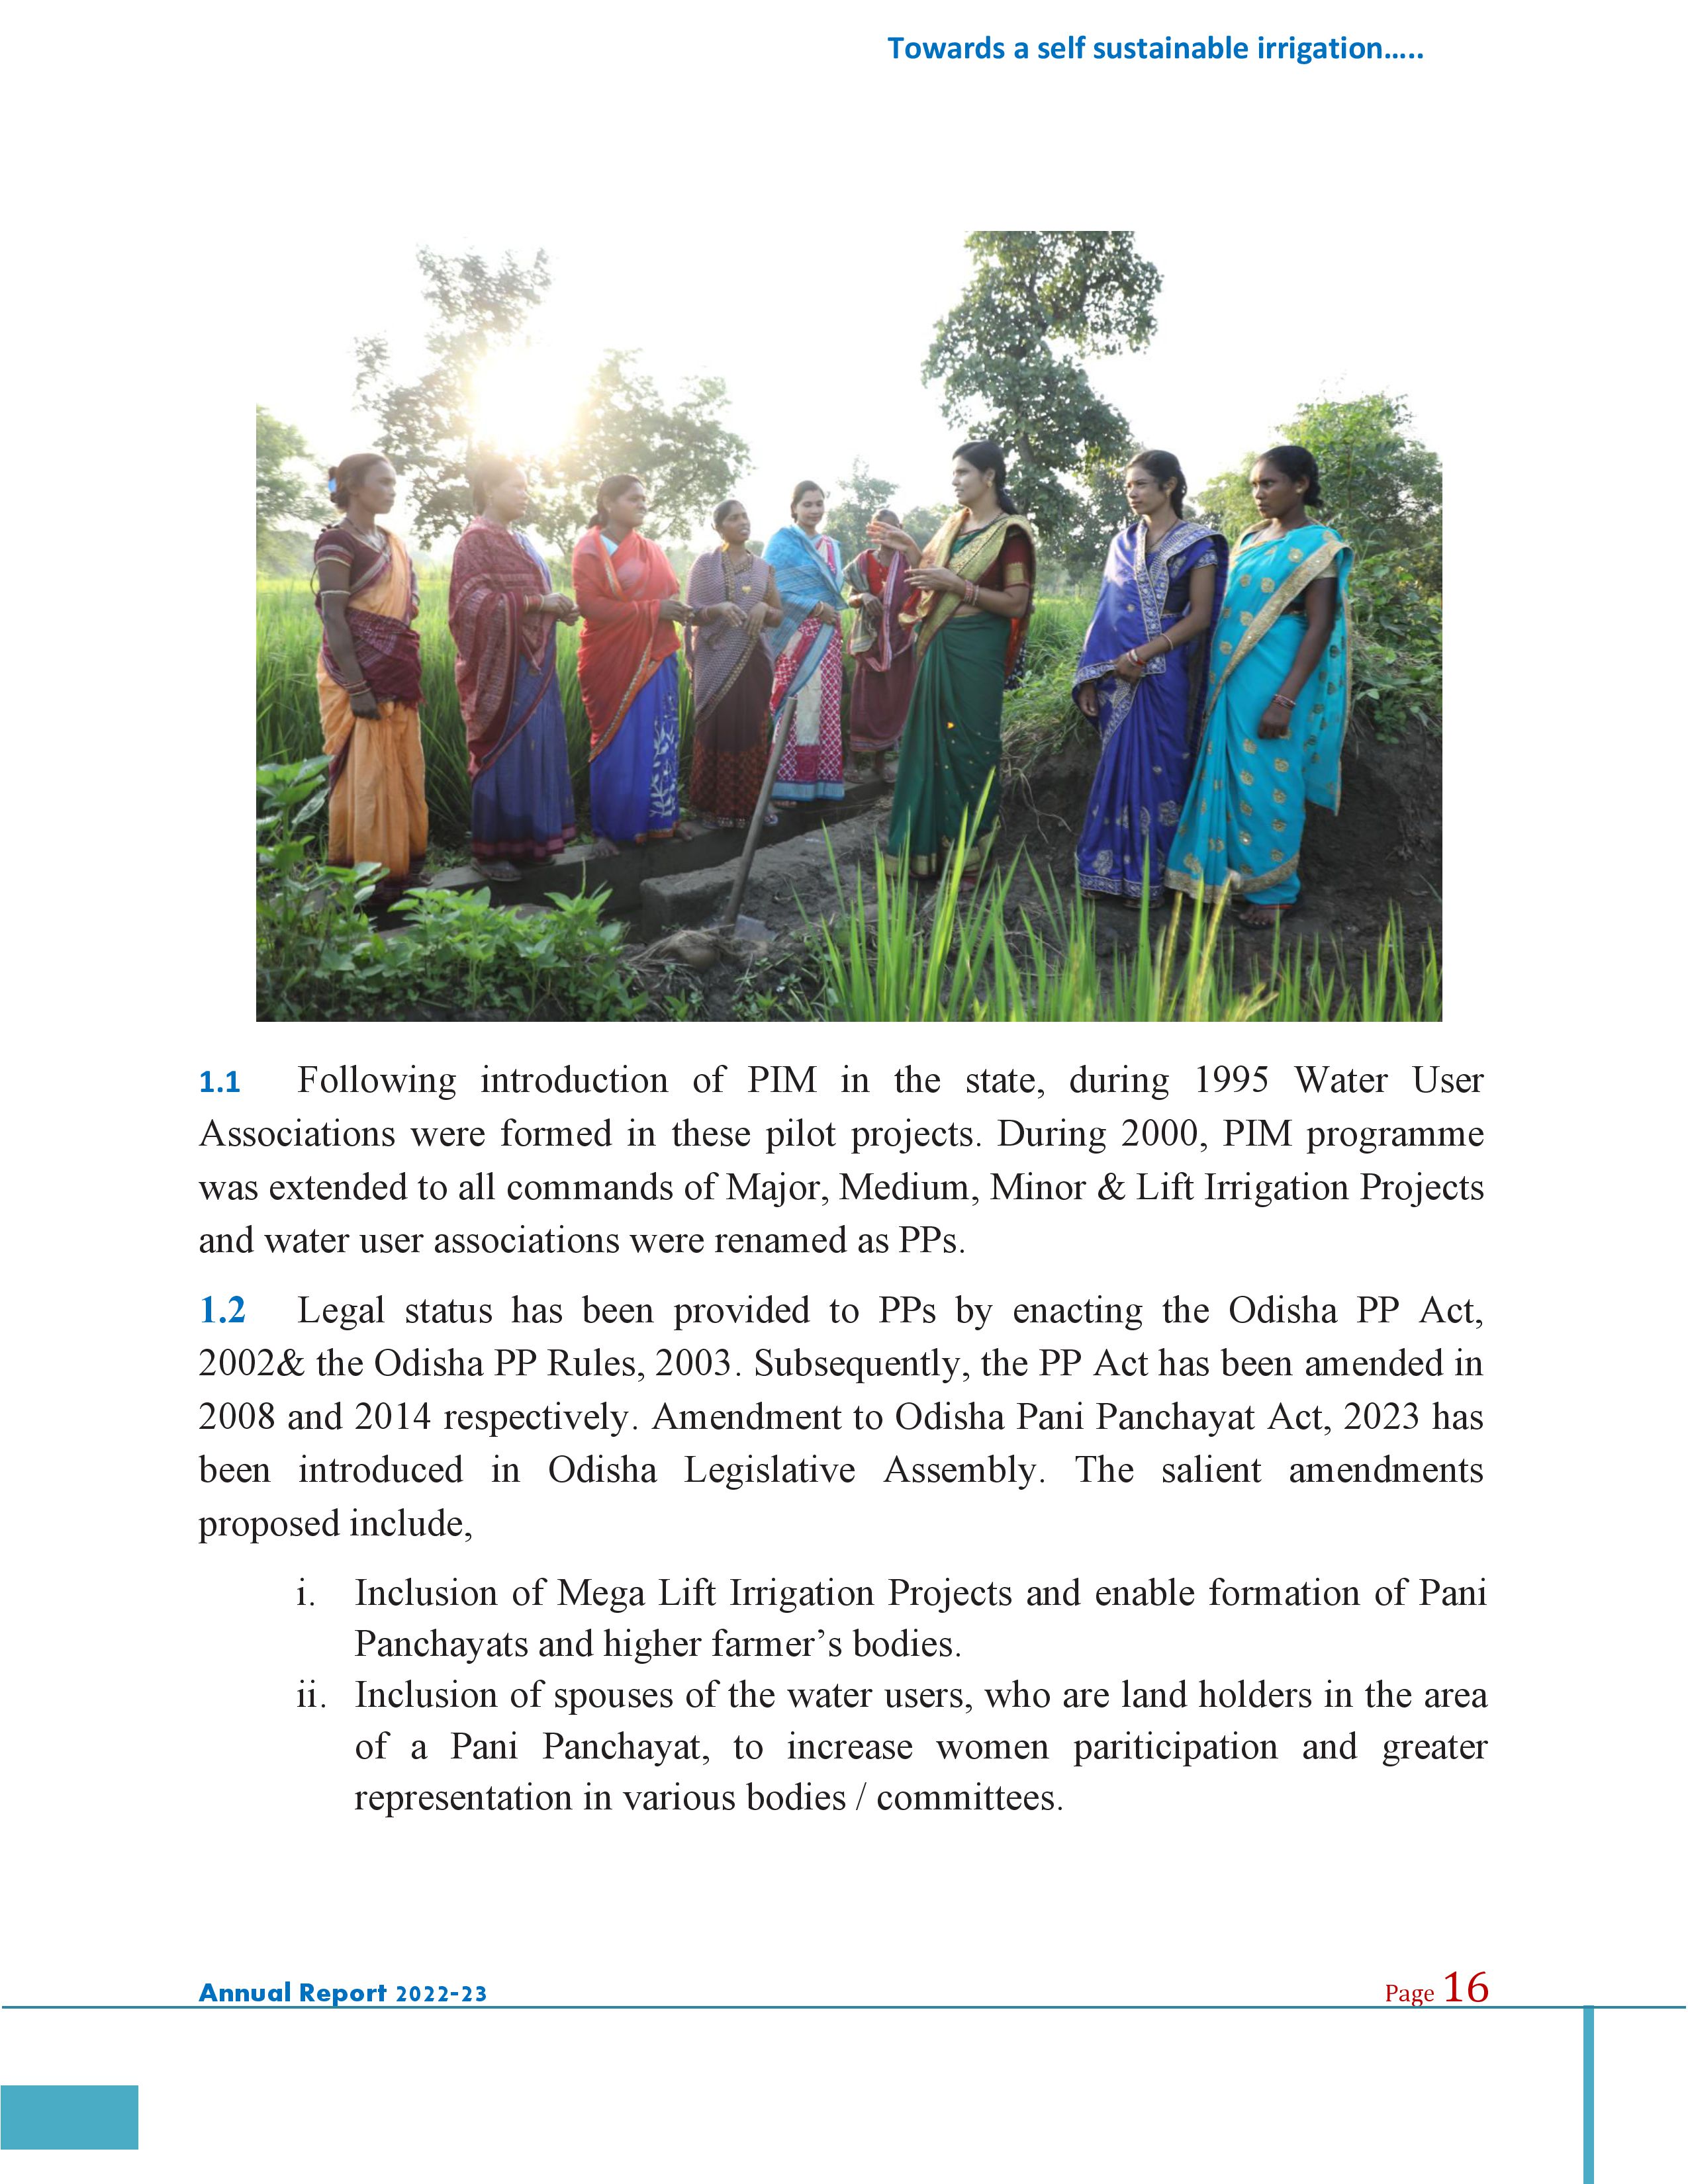 Towards a self sustainable irrigation.....
1.1 Following introduction of PIM in the state, during 1995 Water User
Associations were formed in these pilot projects. During 2000, PIM programme
was extended to all commands of Major, Medium, Minor & Lift Irrigation Projects
and water user associations were renamed as PPs.
1.2 Legal status has been provided to PPs by enacting the Odisha PP Act,
2002& the Odisha PP Rules, 2003. Subsequently, the PP Act has been amended in
2008 and 2014 respectively. Amendment to Odisha Pani Panchayat Act, 2023 has
been introduced in Odisha Legislative Assembly. The salient amendments
proposed include,
i. Inclusion of Mega Lift Irrigation Projects and enable formation of Pani
Panchayats and higher farmer’s bodies.
ii. Inclusion of spouses of the water users, who are land holders in the area
of a Pani Panchayat, to increase women pariticipation and greater
representation in various bodies / committees.
Annual Report 2022-23 Page 16